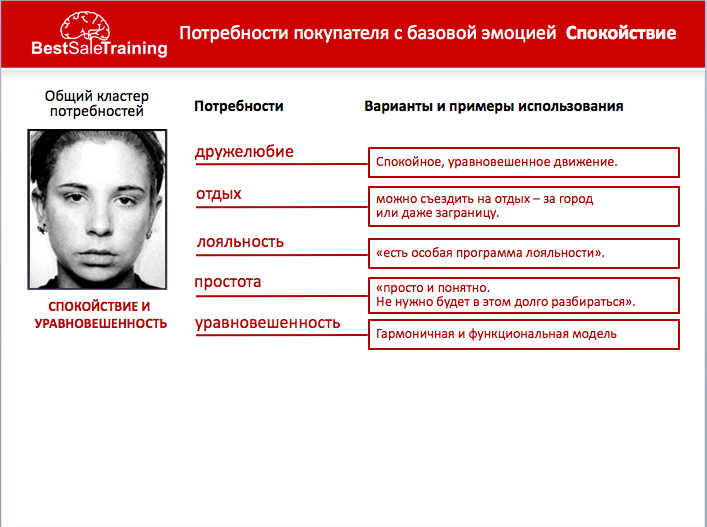 BestSaleTraining
Потребности покупателя с базовой эмоцией Спокойствие
Общий кластер
потребностей
Потребности
Варианты и примеры использования
дружелюбие
Спокойное, уравновешенное движение.
отдых
можно съездить на отдых – за город
или даже заграницу.
лояльность
«есть особая программа лояльности».
простота
«просто и понятно.
Не нужно будет в этом долго разбираться».
уравновешенность
Гармоничная и функциональная модель
СПОКОЙСТВИЕ И
УРАВНОВЕШЕННОСТЬ